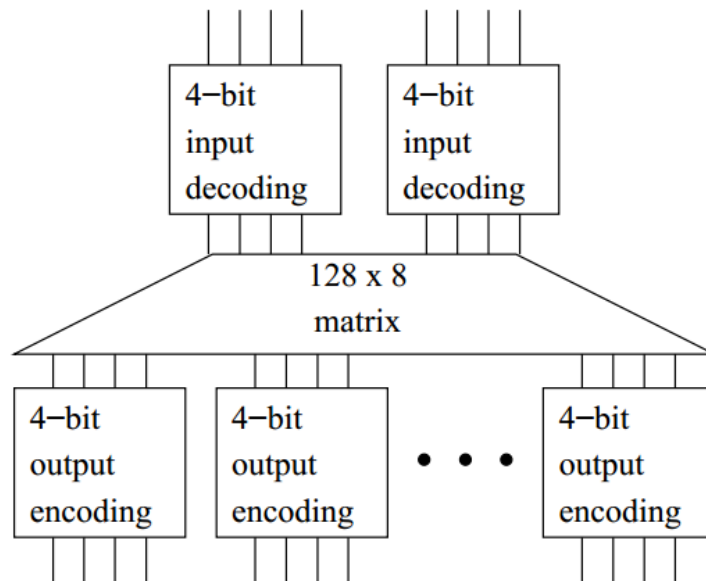 4−bit
input
decoding
4−bit
input
decoding
128 x 8
matrix
4−bit
output
encoding
4−bit
output
encoding
4−bit
output
encoding